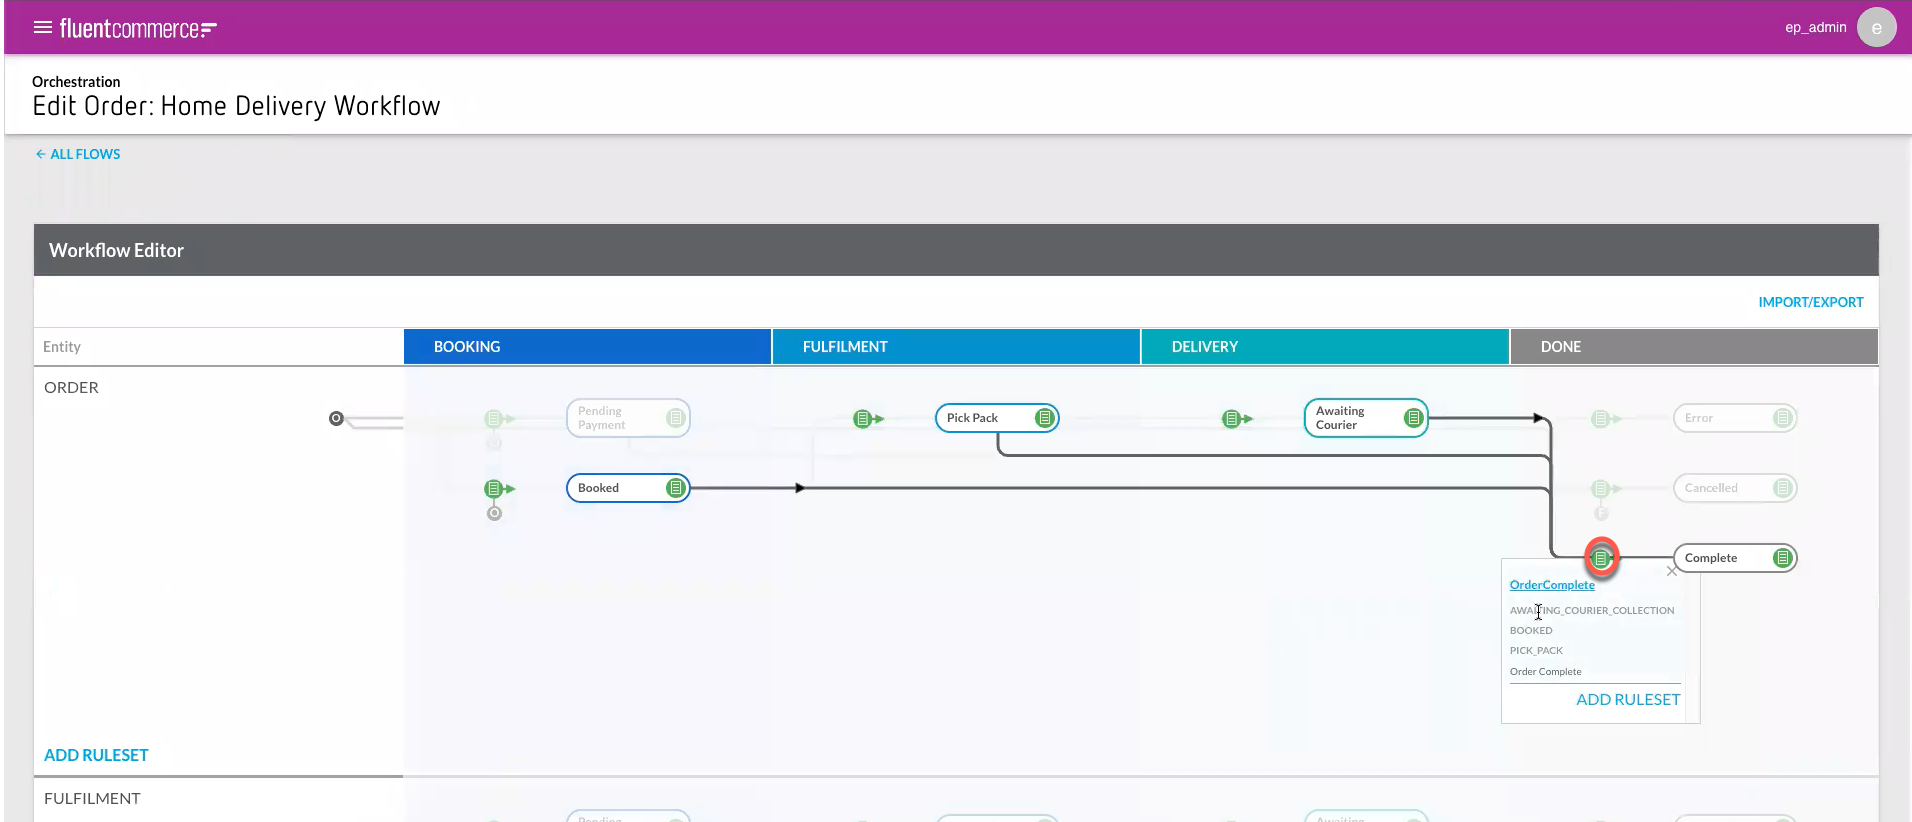 fluentcommerce
ep_admin
e
Orchestration
Edit Order: Home Delivery Workflow
← ALL FLOWS
Workflow Editor
IMPORT/EXPORT
Entity
BOOKING
FULFILMENT
DELIVERY
DONE
ORDER
Pending
Payment
Pick Pack
Awaiting
Courier
Error
Booked
Cancelled
F
Complete
OrderComplete
AWAITING_COURIER_COLLECTION
BOOKED
PICK_PACK
Order Complete
ADD RULESET
ADD RULESET
FULFILMENT
Pending
Awaiting